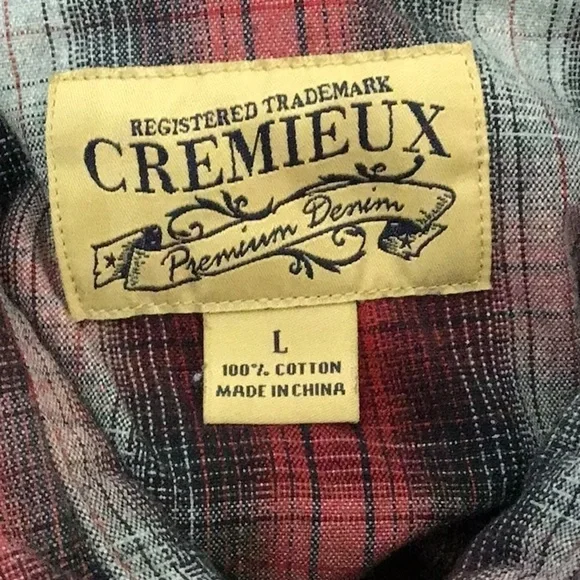 REGISTERED TRADEMARK
CREMIEUX
Premium Denim
L
100% COTTON
MADE IN CHINA